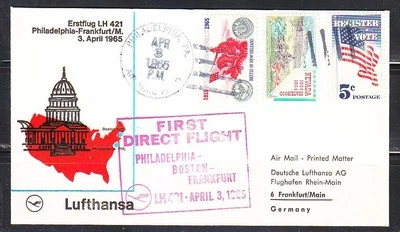 Erstflug LH 421
Philadelphia-Frankfurt/M.
3. April 1965
PHILADELPHIA, PA.
APR
3
1965
P.M.
REGISTER
VOTE
5¢ POSTAGE
FIRST
DIRECT FLIGHT
PHILADELPHIA-
BOSTON-
FRANKFURT
LH 421 - APRIL 3, 1965
Lufthansa
Air Mail - Printed Matter
Deutsche Lufthansa AG
Flughafen Rhein-Main
6 Frankfurt/Main
Germany